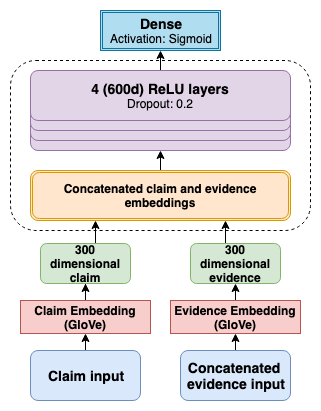 Dense
Activation: Sigmoid
4 (600d) ReLU layers
Dropout: 0.2
Concatenated claim and evidence
embeddings
300
dimensional
claim
300
dimensional
evidence
Claim Embedding
(GloVe)
Evidence Embedding
(GloVe)
Claim input
Concatenated
evidence input